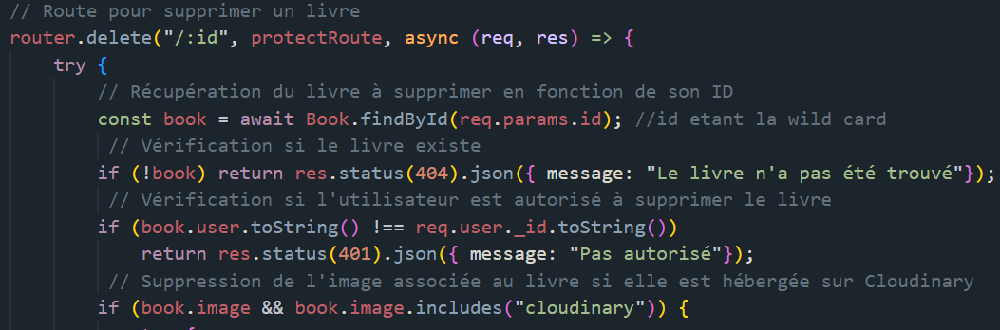 // Route pour supprimer un livre
router.delete("/:id", protectRoute, async (req, res) => {
try {
// Récupération du livre à supprimer en fonction de son ID
const book = await Book.findById(req.params.id); //id etant la wild card
// Vérification si le livre existe
if (!book) return res.status(404).json({ message: "Le livre n'a pas été trouvé"});
// Vérification si l'utilisateur est autorisé à supprimer le livre
if (book.user.toString() !== req.user._id.toString())
return res.status(401).json({ message: "Pas autorisé"});
// Suppression de l'image associée au livre si elle est hébergée sur Cloudinary
if (book.image && book.image.includes("cloudinary")) {